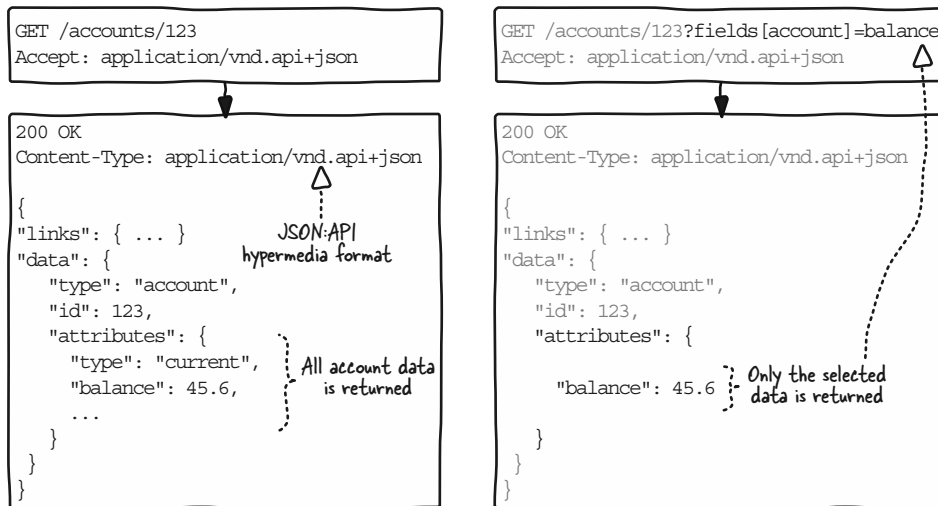 GET /accounts/123
Accept: application/vnd.api+json
200 OK
Content-Type: application/vnd.api+json
{
"links": { ... }
"data": {
"type": "account",
"id": 123,
"attributes": {
"type": "current",
"balance": 45.6,
...
}
}
}
JSON:API
hypermedia format
All account data
is returned
GET /accounts/123?fields[account]=balance
Accept: application/vnd.api+json
200 OK
Content-Type: application/vnd.api+json
{
"links": { ... }
"data": {
"type": "account",
"id": 123,
"attributes": {
"balance": 45.6
}
}
}
Only the selected
data is returned